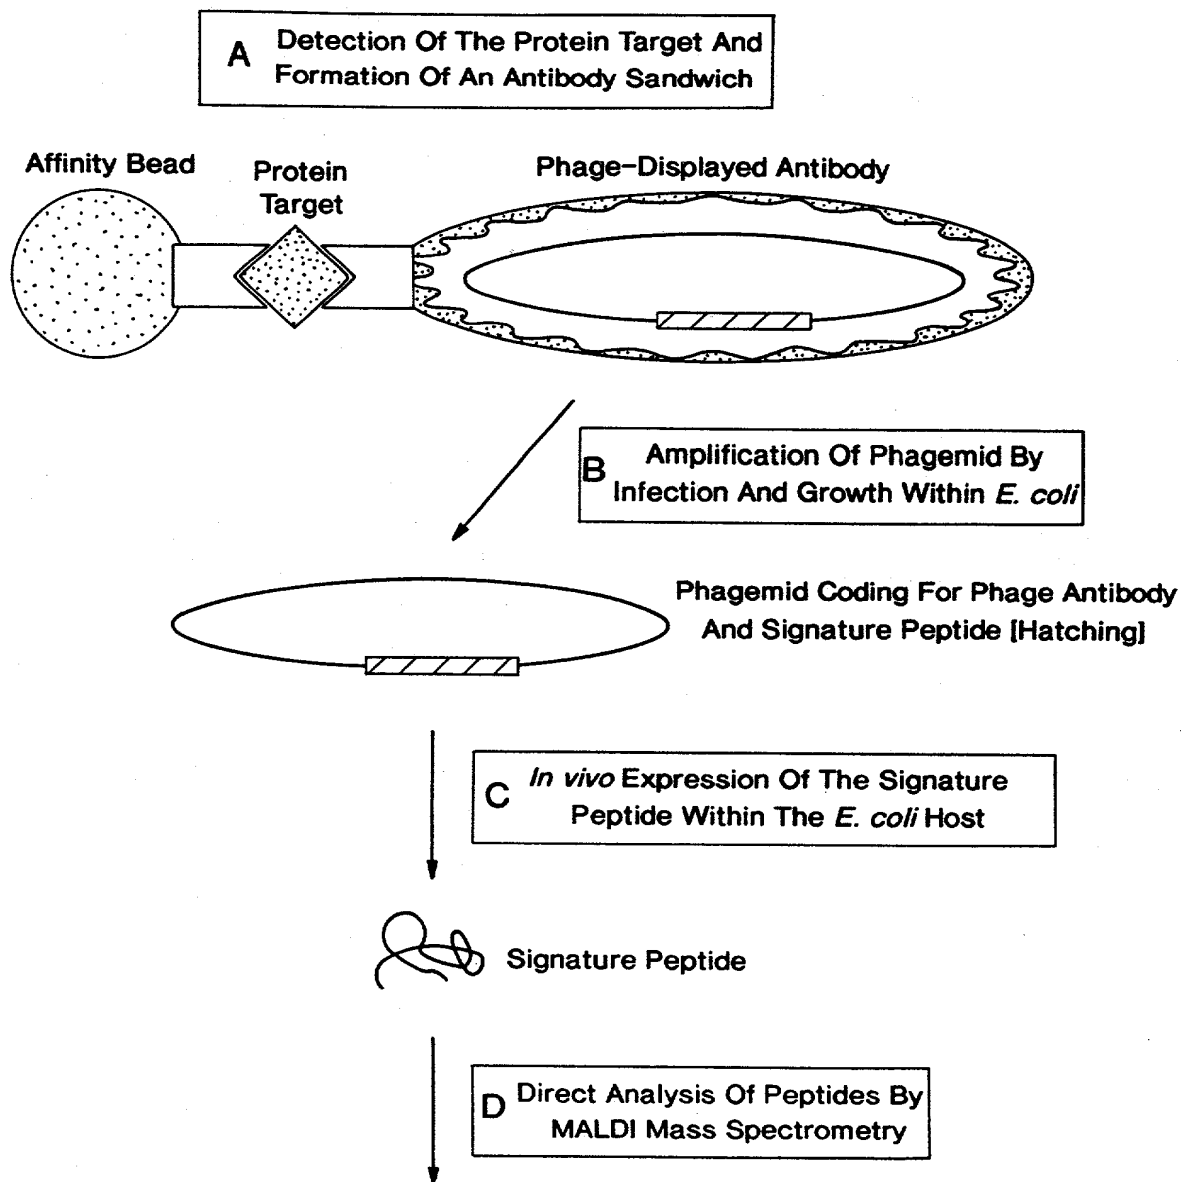 A Detection Of The Protein Target And
Formation Of An Antibody Sandwich
Affinity Bead
Protein
Target
Phage-Displayed Antibody
B Amplification Of Phagemid By
Infection And Growth Within E. coli
Phagemid Coding For Phage Antibody
And Signature Peptide [Hatching]
C In vivo Expression Of The Signature
Peptide Within The E. coli Host
Signature Peptide
D Direct Analysis Of Peptides By
MALDI Mass Spectrometry